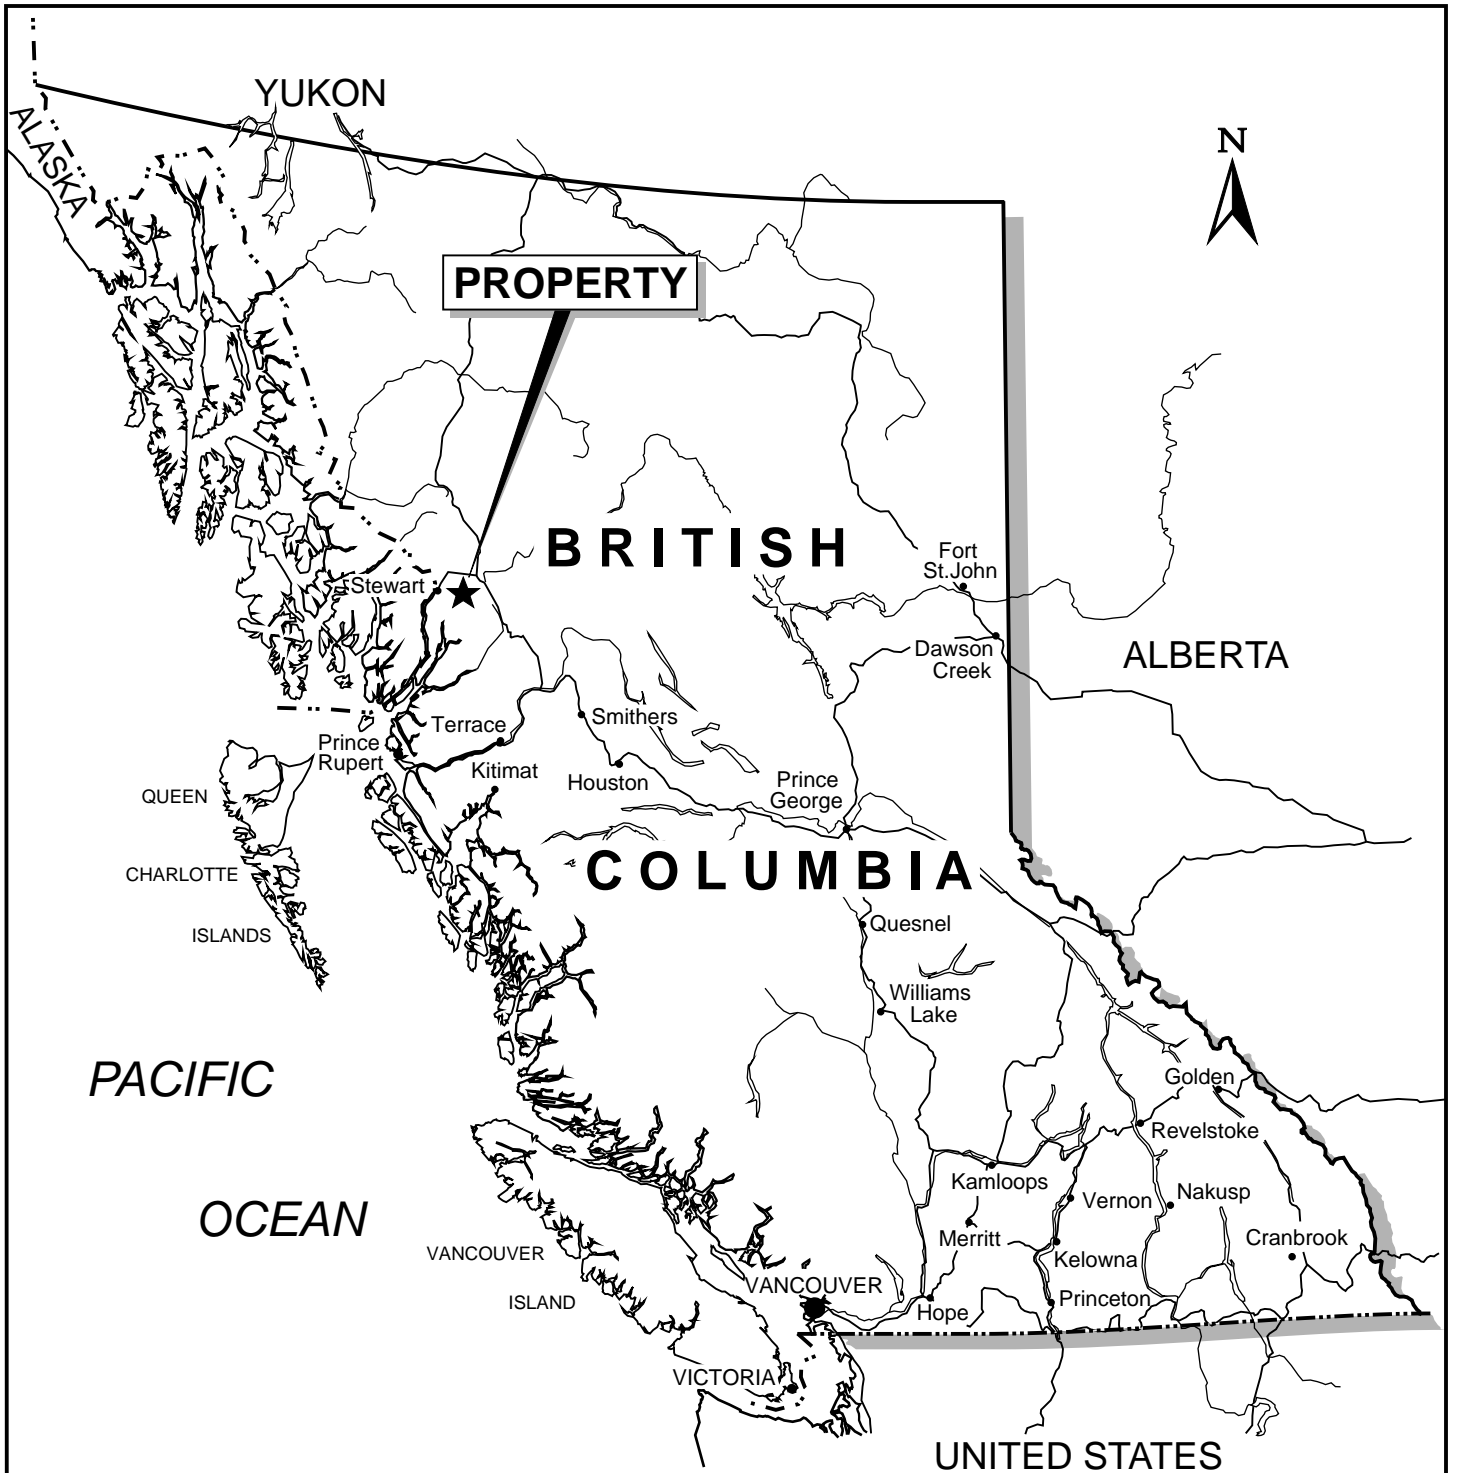 YUKON
ALASKA
N
PROPERTY
BRITISH
Fort
St.John
Stewart
Dawson
Creek
ALBERTA
Smithers
Terrace
Prince
Rupert
Kitimat
Houston
Prince
George
QUEEN
COLUMBIA
CHARLOTTE
Quesnel
ISLANDS
Williams
Lake
PACIFIC
Golden
Revelstoke
Kamloops
Vernon
Nakusp
OCEAN
Merritt
Cranbrook
VANCOUVER
Kelowna
ISLAND
VANCOUVER
Hope
Princeton
VICTORIA
UNITED STATES